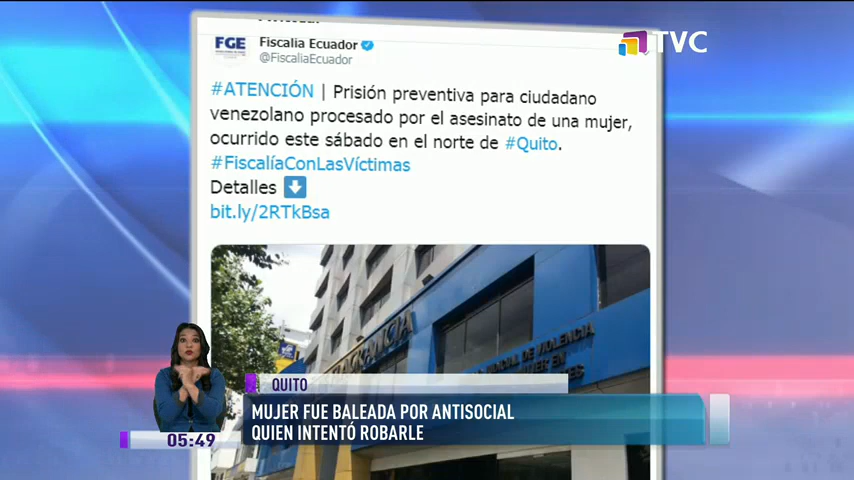 FGE
Fiscalía Ecuador
@FiscaliaEcuador
TVC
#ATENCIÓN | Prisión preventiva para ciudadano
venezolano procesado por el asesinato de una mujer,
ocurrido este sábado en el norte de #Quito.
#FiscalíaConLasVíctimas
Detalles
bit.ly/2RTkBsa
DE VIOLENCIA
QUITO
MUJER FUE BALEADA POR ANTISOCIAL
QUIEN INTENTÓ ROBARLE
05:49